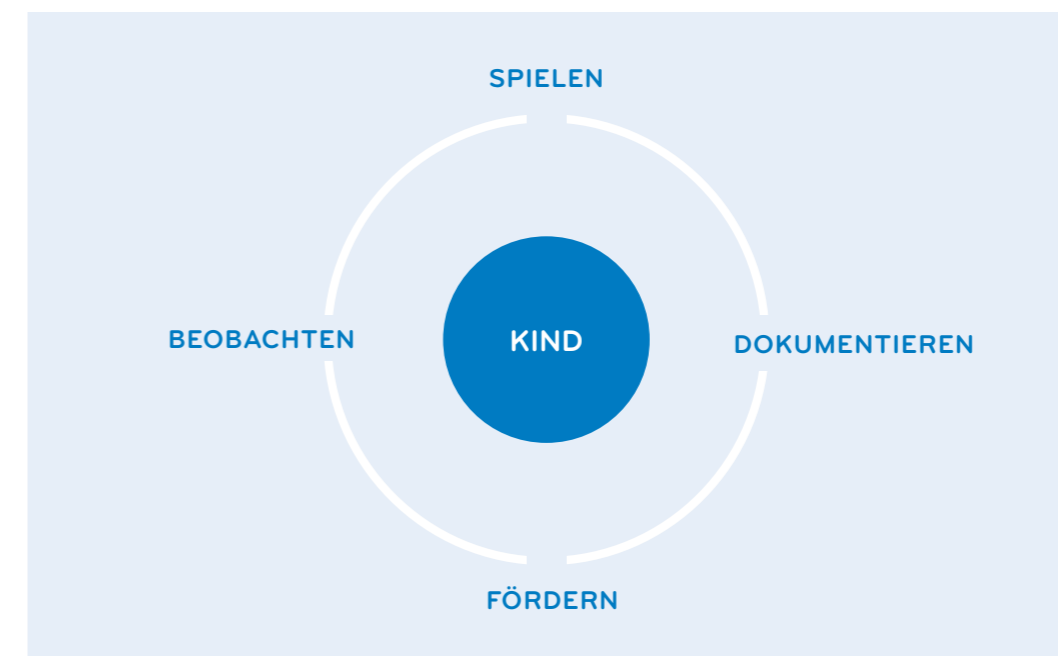 SPIELEN
BEOBACHTEN
KIND
DOKUMENTIEREN
FÖRDERN